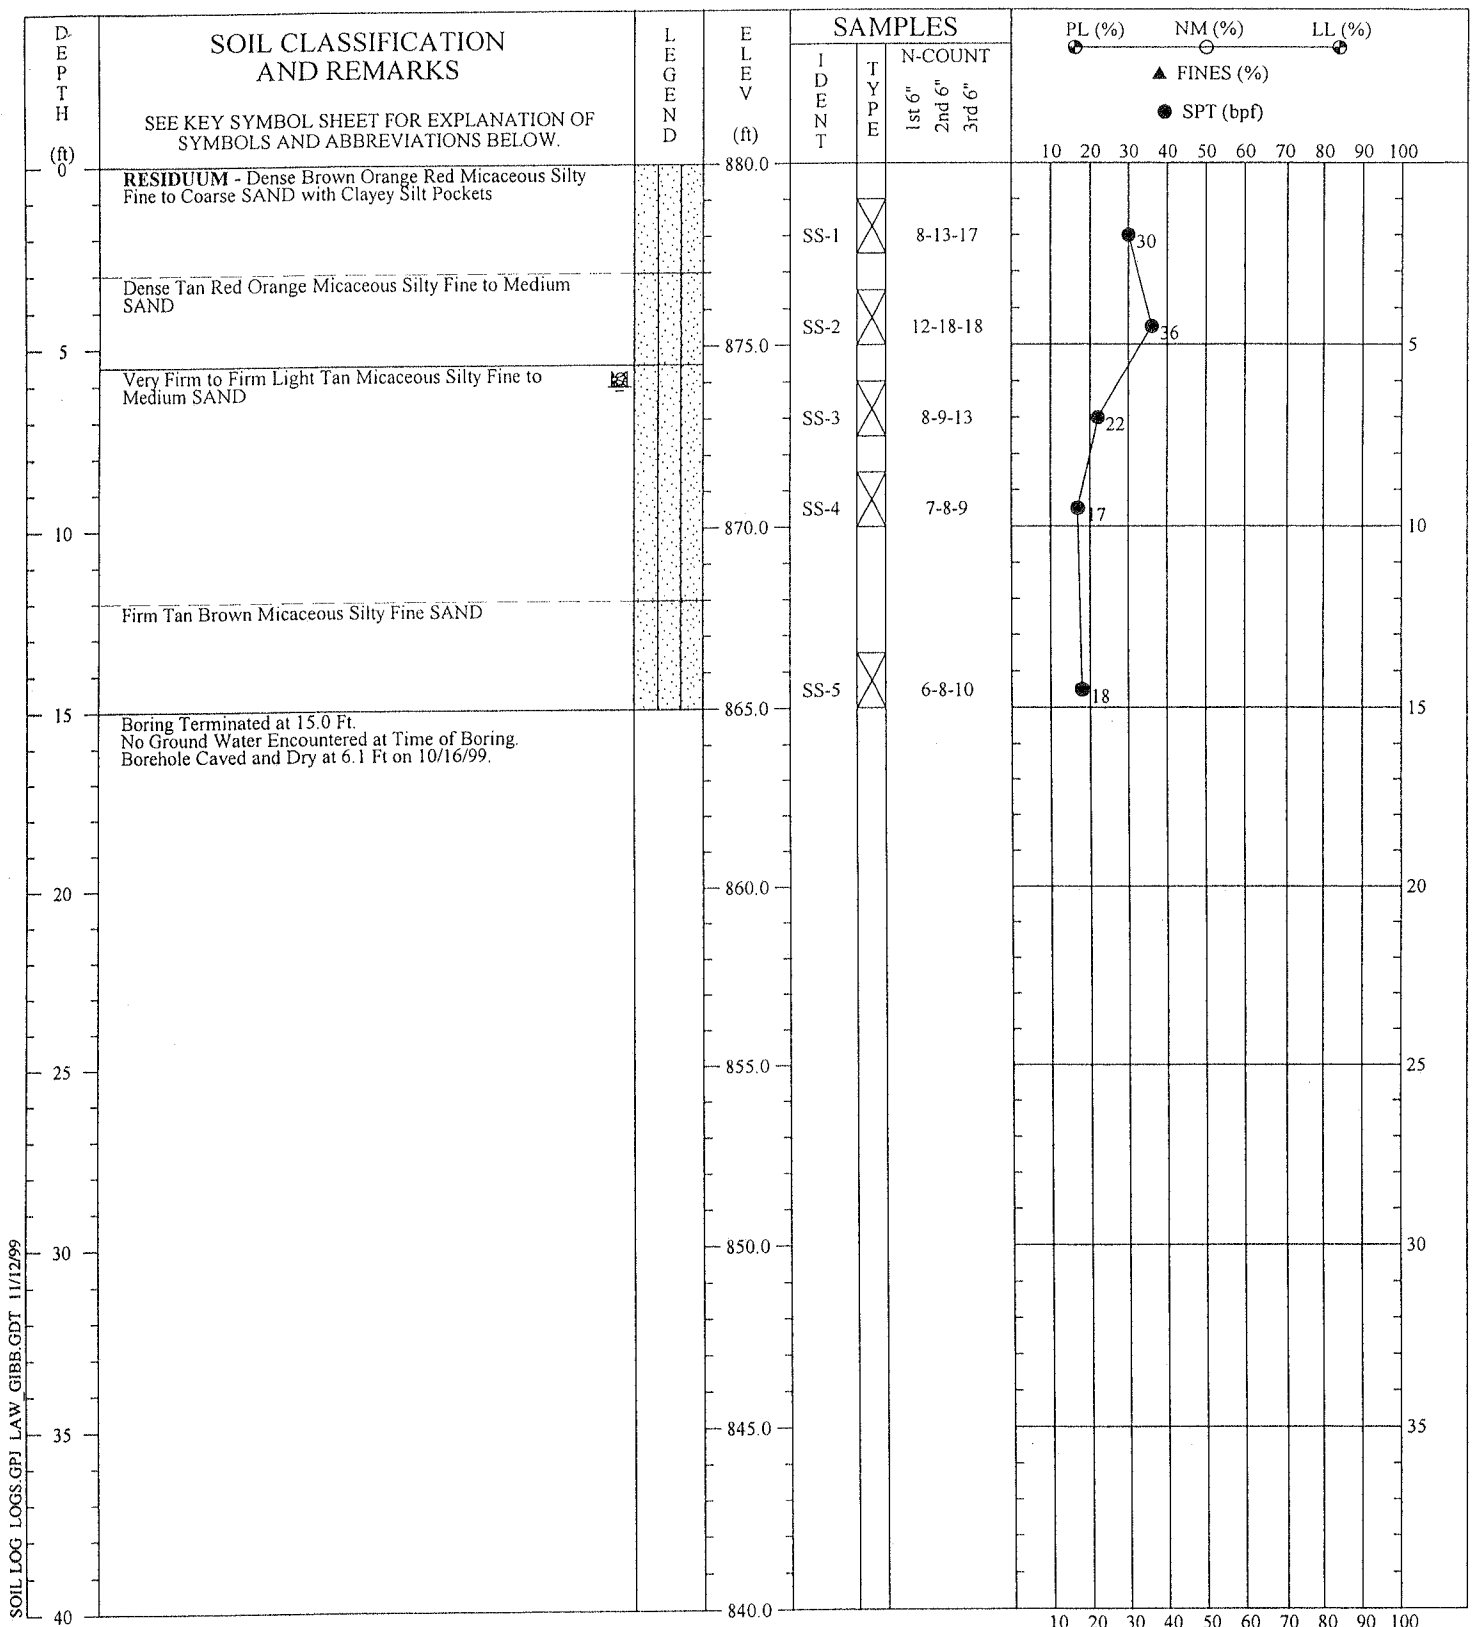 DEPTH
(ft)
SOIL CLASSIFICATION
AND REMARKS
SEE KEY SYMBOL SHEET FOR EXPLANATION OF
SYMBOLS AND ABBREVIATIONS BELOW.
LEGEND
ELEV
(ft)
SAMPLES
IDENT
TYPE
N-COUNT
1st 6"
2nd 6"
3rd 6"
PL (%) NM (%) LL (%)
▲ FINES (%)
● SPT (bpf)
10 20 30 40 50 60 70 80 90 100
0
RESIDUUM - Dense Brown Orange Red Micaceous Silty
Fine to Coarse SAND with Clayey Silt Pockets
880.0
SS-1 8-13-17 30
Dense Tan Red Orange Micaceous Silty Fine to Medium
SAND
SS-2 12-18-18 36
5 875.0 5
Very Firm to Firm Light Tan Micaceous Silty Fine to
Medium SAND
SS-3 8-9-13 22
SS-4 7-8-9 17
10 870.0 10
Firm Tan Brown Micaceous Silty Fine SAND
SS-5 6-8-10 18
15 865.0 15
Boring Terminated at 15.0 Ft.
No Ground Water Encountered at Time of Boring.
Borehole Caved and Dry at 6.1 Ft on 10/16/99.
20 860.0 20
25 855.0 25
30 850.0 30
35 845.0 35
40 840.0
10 20 30 40 50 60 70 80 90 100
SOIL LOG LOGS.GPJ LAW_GIBB.GDT 11/12/99